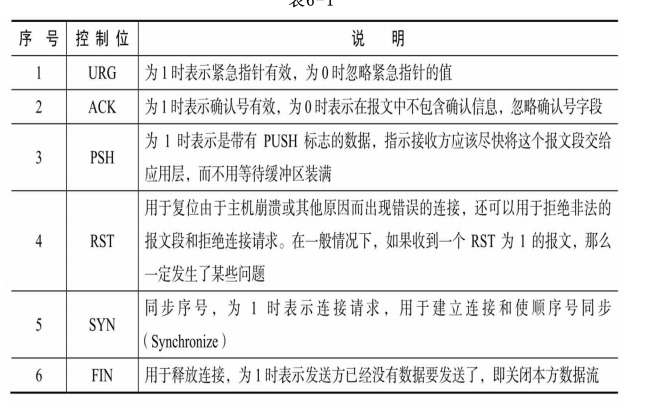 表6-1
序 号 控 制 位 说 明
1 URG 为1时表示紧急指针有效，为0时忽略紧急指针的值
2 ACK 为1时表示确认号有效，为0时表示在报文中不包含确认信息，忽略确认号字段
3 PSH 为 1 时表示是带有 PUSH 标志的数据，指示接收方应该尽快将这个报文段交给
应用层，而不用等待缓冲区装满
4 RST 用于复位由于主机崩溃或其他原因而出现错误的连接，还可以用于拒绝非法的
报文段和拒绝连接请求。在一般情况下，如果收到一个 RST 为 1 的报文，那么
一定发生了某些问题
5 SYN 同步序号，为 1 时表示连接请求，用于建立连接和使顺序号同步
（Synchronize）
6 FIN 用于释放连接，为1时表示发送方已经没有数据要发送了，即关闭本方数据流